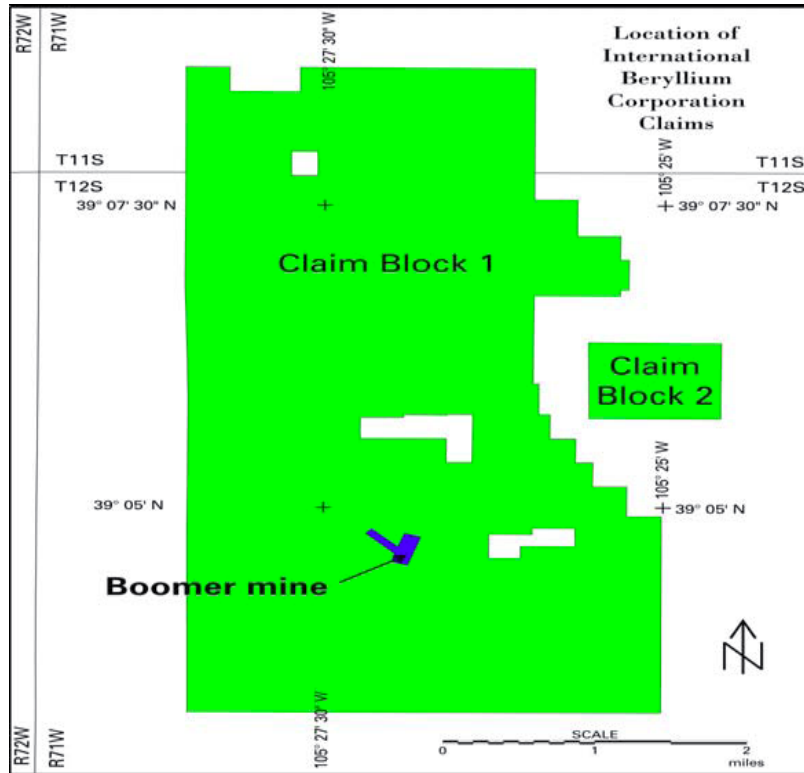 R72W
R71W
105° 27' 30" W
Location of
International
Beryllium
Corporation
Claims
T11S
T12S
105° 25' W
T11S
T12S
39° 07' 30" N
39° 07' 30" N
Claim Block 1
Claim
Block 2
105° 25' W
39° 05' N
39° 05' N
Boomer mine
N
105° 27' 30" W
R72W
R71W
SCALE
0
1
2
miles